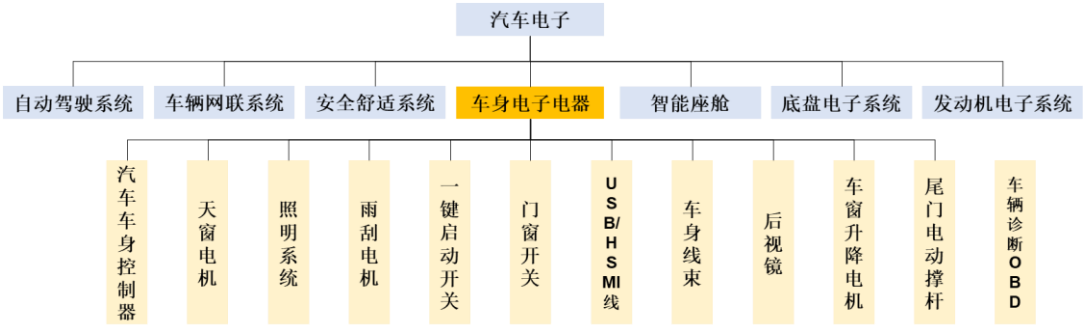 汽车电子
自动驾驶系统
车辆网联系统
安全舒适系统
车身电子电器
智能座舱
底盘电子系统
发动机电子系统
汽车车身控制器
天窗电机
照明系统
雨刮电机
一键启动开关
门窗开关
USB/HSMI线
车身线束
后视镜
车窗升降电机
尾门电动撑杆
车辆诊断OBD